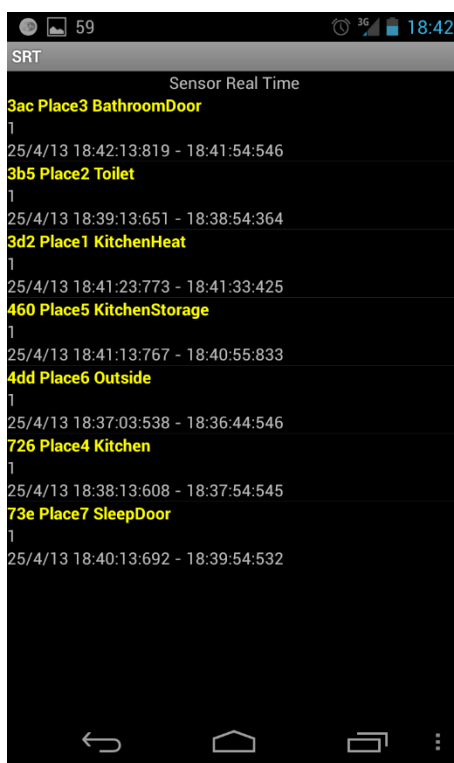 59 3G 18:42
SRT
Sensor Real Time
3ac Place3 BathroomDoor
1
25/4/13 18:42:13:819 - 18:41:54:546
3b5 Place2 Toilet
1
25/4/13 18:39:13:651 - 18:38:54:364
3d2 Place1 KitchenHeat
1
25/4/13 18:41:23:773 - 18:41:33:425
460 Place5 KitchenStorage
1
25/4/13 18:41:13:767 - 18:40:55:833
4dd Place6 Outside
1
25/4/13 18:37:03:538 - 18:36:44:546
726 Place4 Kitchen
1
25/4/13 18:38:13:608 - 18:37:54:545
73e Place7 SleepDoor
1
25/4/13 18:40:13:692 - 18:39:54:532